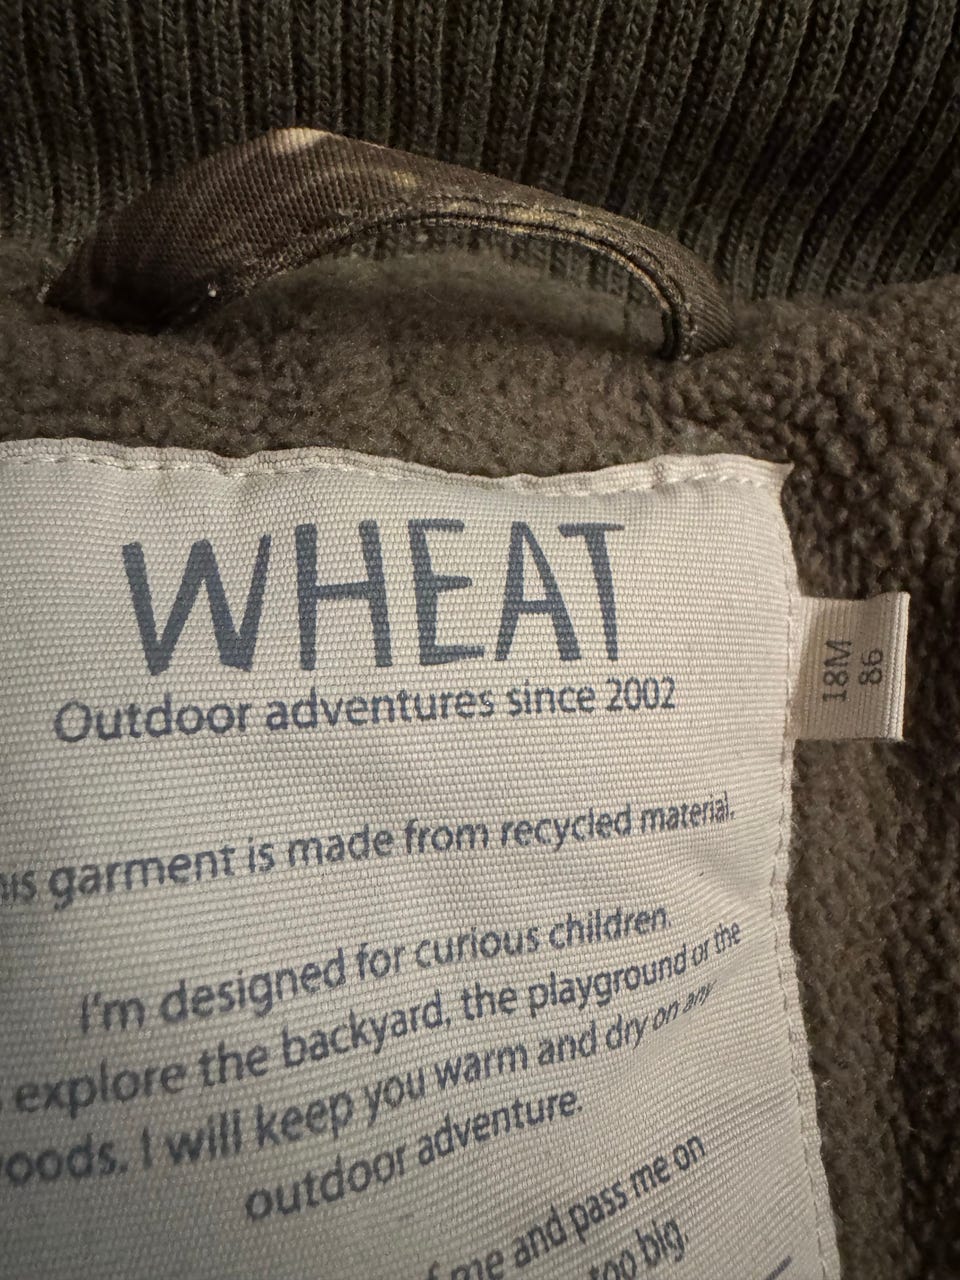 WHEAT
Outdoor adventures since 2002
18M
86
garment is made from recycled material.
I'm designed for curious children
explore the backyard, the playground or the
I will keep you warm and dry on any
outdoor adventure.
me and pass me on
too big.